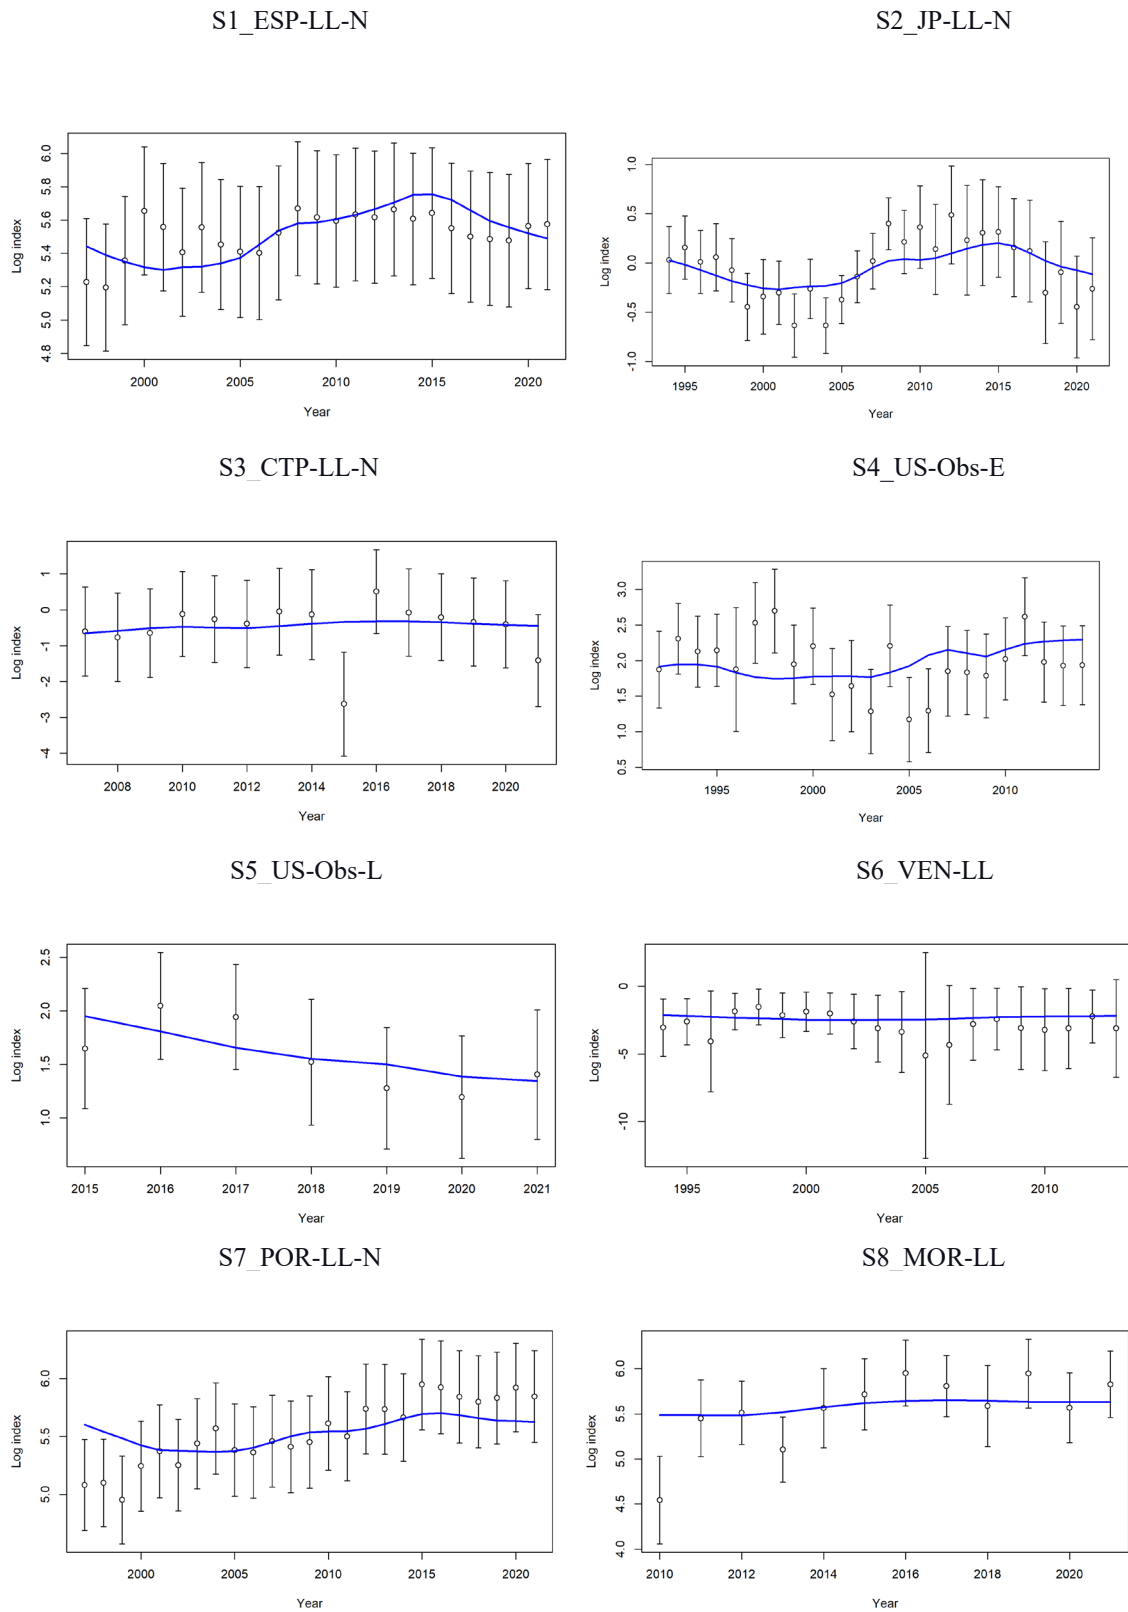 S1_ESP-LL-N
S2_JP-LL-N
Log index
6.0
5.8
5.6
5.4
5.2
5.0
4.8
2000 2005 2010 2015 2020
Year
Log index
1.0
0.5
0.0
-0.5
-1.0
1995 2000 2005 2010 2015 2020
Year
S3_CTP-LL-N
S4_US-Obs-E
Log index
1
0
-1
-2
-3
-4
2008 2010 2012 2014 2016 2018 2020
Year
Log index
3.0
2.5
2.0
1.5
1.0
0.5
1995 2000 2005 2010
Year
S5_US-Obs-L
S6_VEN-LL
Log index
2.5
2.0
1.5
1.0
2015 2016 2017 2018 2019 2020 2021
Year
Log index
0
-5
-10
1995 2000 2005 2010
Year
S7_POR-LL-N
S8_MOR-LL
Log index
6.0
5.5
5.0
2000 2005 2010 2015 2020
Year
Log index
6.0
5.5
5.0
4.5
4.0
2010 2012 2014 2016 2018 2020
Year